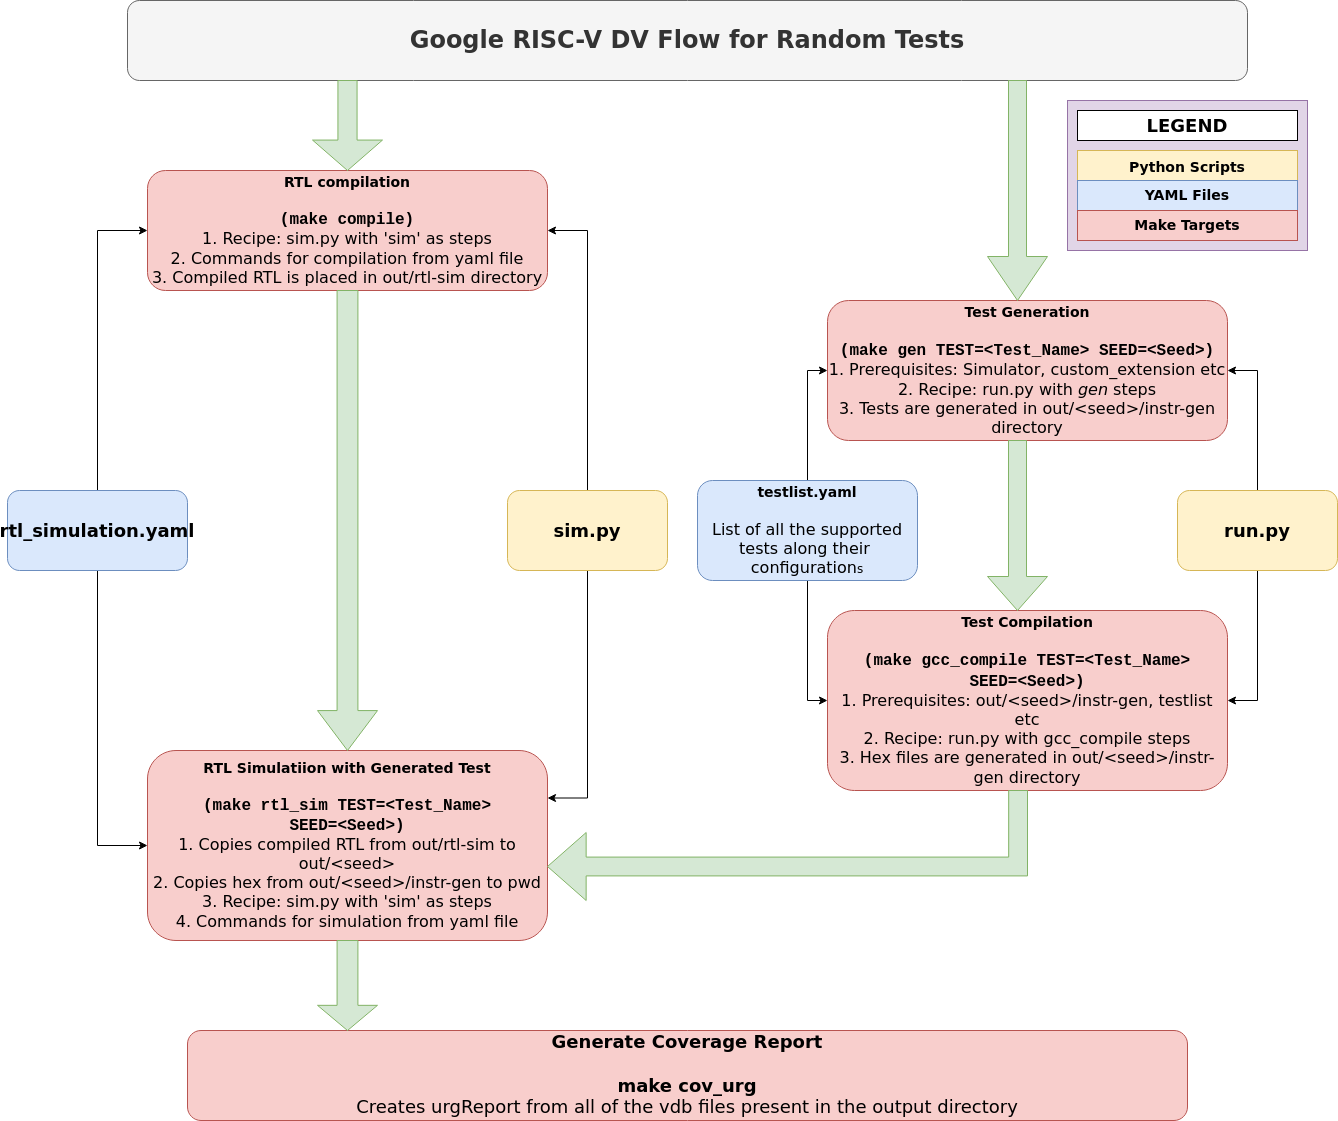 Google RISC-V DV Flow for Random Tests
LEGEND
Python Scripts
YAML Files
Make Targets
RTL compilation
(make compile)
1. Recipe: sim.py with 'sim' as steps
2. Commands for compilation from yaml file
3. Compiled RTL is placed in out/rtl-sim directory
Test Generation
(make gen TEST=<Test_Name> SEED=<Seed>)
1. Prerequisites: Simulator, custom_extension etc
2. Recipe: run.py with gen steps
3. Tests are generated in out/<seed>/instr-gen
directory
rtl_simulation.yaml
sim.py
testlist.yaml
List of all the supported
tests along their
configurations
run.py
Test Compilation
(make gcc_compile TEST=<Test_Name>
SEED=<Seed>)
1. Prerequisites: out/<seed>/instr-gen, testlist
etc
2. Recipe: run.py with gcc_compile steps
3. Hex files are generated in out/<seed>/instr-
gen directory
RTL Simulatiion with Generated Test
(make rtl_sim TEST=<Test_Name>
SEED=<Seed>)
1. Copies compiled RTL from out/rtl-sim to
out/<seed>
2. Copies hex from out/<seed>/instr-gen to pwd
3. Recipe: sim.py with 'sim' as steps
4. Commands for simulation from yaml file
Generate Coverage Report
make cov_urg
Creates urgReport from all of the vdb files present in the output directory